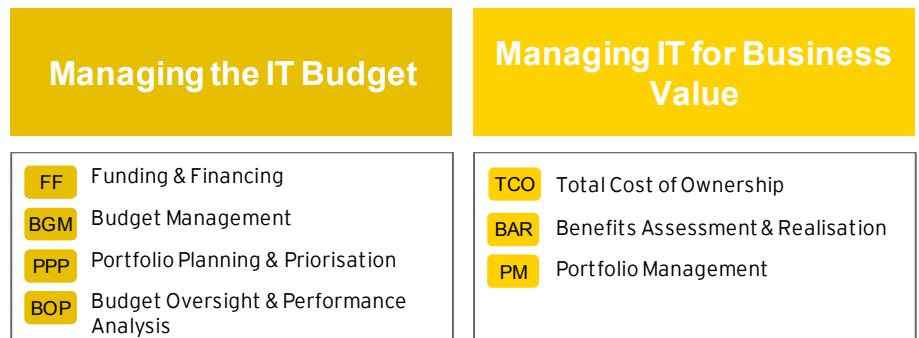 Managing the IT Budget
FF Funding & Financing
BGM Budget Management
PPP Portfolio Planning & Priorisation
BOP Budget Oversight & Performance
Analysis
Managing IT for Business
Value
TCO Total Cost of Ownership
BAR Benefits Assessment & Realisation
PM Portfolio Management